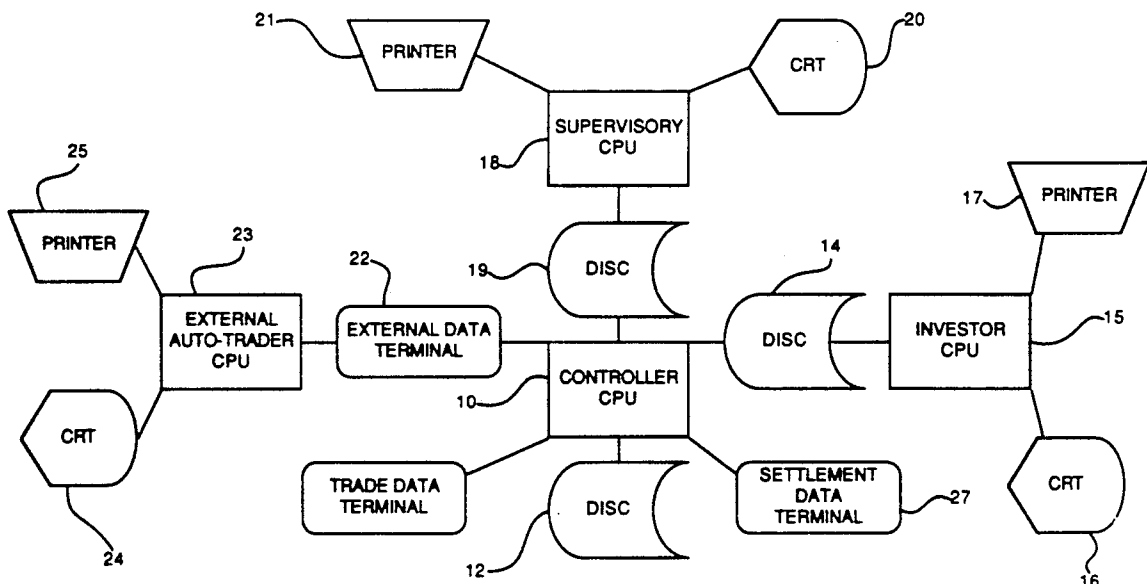 21
PRINTER
20
CRT
SUPERVISORY
CPU
18
25
PRINTER
17
PRINTER
23
22
19
DISC
14
EXTERNAL
AUTO-TRADER
CPU
EXTERNAL DATA
TERMINAL
DISC
INVESTOR
CPU
15
10
CONTROLLER
CPU
CRT
24
TRADE DATA
TERMINAL
DISC
12
SETTLEMENT
DATA
TERMINAL
27
CRT
16